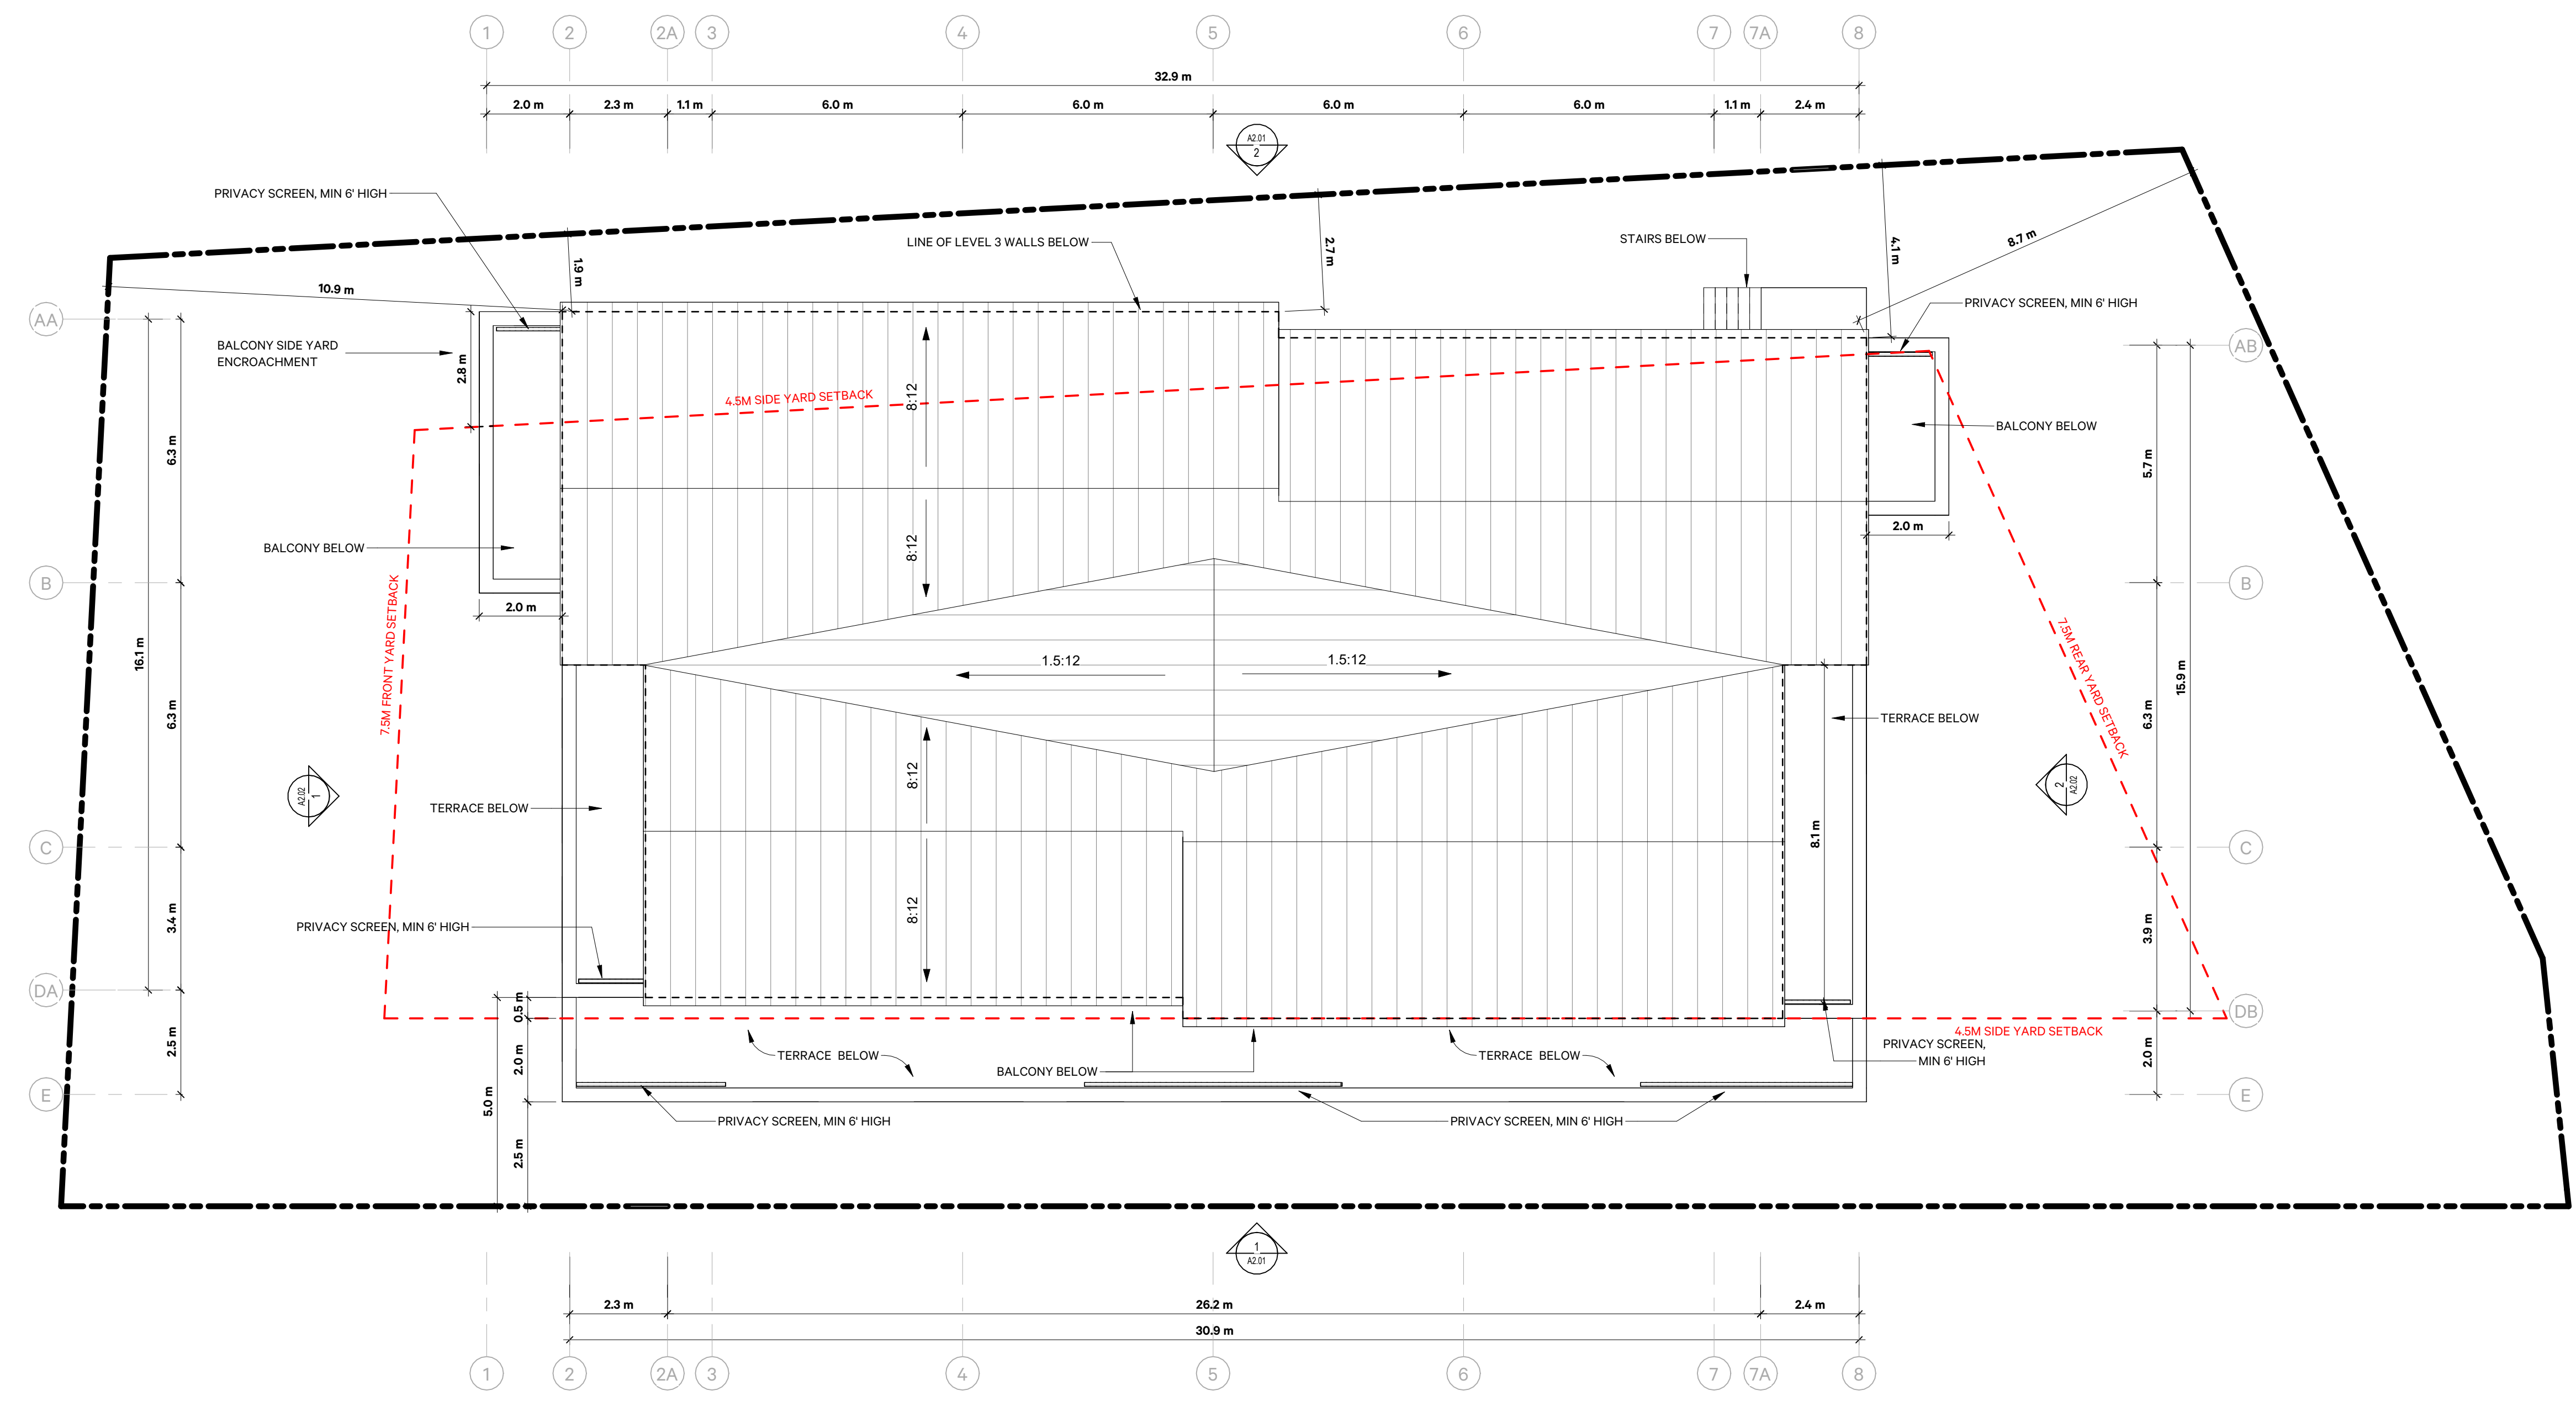 1
2
2A
3
4
5
6
7
7A
8
32.9 m
2.0 m
2.3 m
1.1 m
6.0 m
6.0 m
6.0 m
6.0 m
1.1 m
2.4 m
A2.01
2
PRIVACY SCREEN, MIN 6' HIGH
LINE OF LEVEL 3 WALLS BELOW
STAIRS BELOW
1.9 m
2.7 m
4.1 m
8.7 m
10.9 m
PRIVACY SCREEN, MIN 6' HIGH
AA
AB
BALCONY SIDE YARD
ENCROACHMENT
2.8 m
4.5M SIDE YARD SETBACK
8:12
BALCONY BELOW
6.3 m
5.7 m
2.0 m
BALCONY BELOW
8:12
B
B
2.0 m
7.5M FRONT YARD SETBACK
16.1 m
1.5:12
1.5:12
7.5M REAR YARD SETBACK
15.9 m
6.3 m
6.3 m
TERRACE BELOW
8:12
A2.02
1
2
A2.02
TERRACE BELOW
8.1 m
C
C
8:12
3.4 m
3.9 m
PRIVACY SCREEN, MIN 6' HIGH
DA
DB
0.5 m
4.5M SIDE YARD SETBACK
2.5 m
2.0 m
PRIVACY SCREEN,
MIN 6' HIGH
2.0 m
TERRACE BELOW
BALCONY BELOW
TERRACE BELOW
E
E
5.0 m
PRIVACY SCREEN, MIN 6' HIGH
PRIVACY SCREEN, MIN 6' HIGH
2.5 m
1
A2.01
2.3 m
26.2 m
2.4 m
30.9 m
1
2
2A
3
4
5
6
7
7A
8